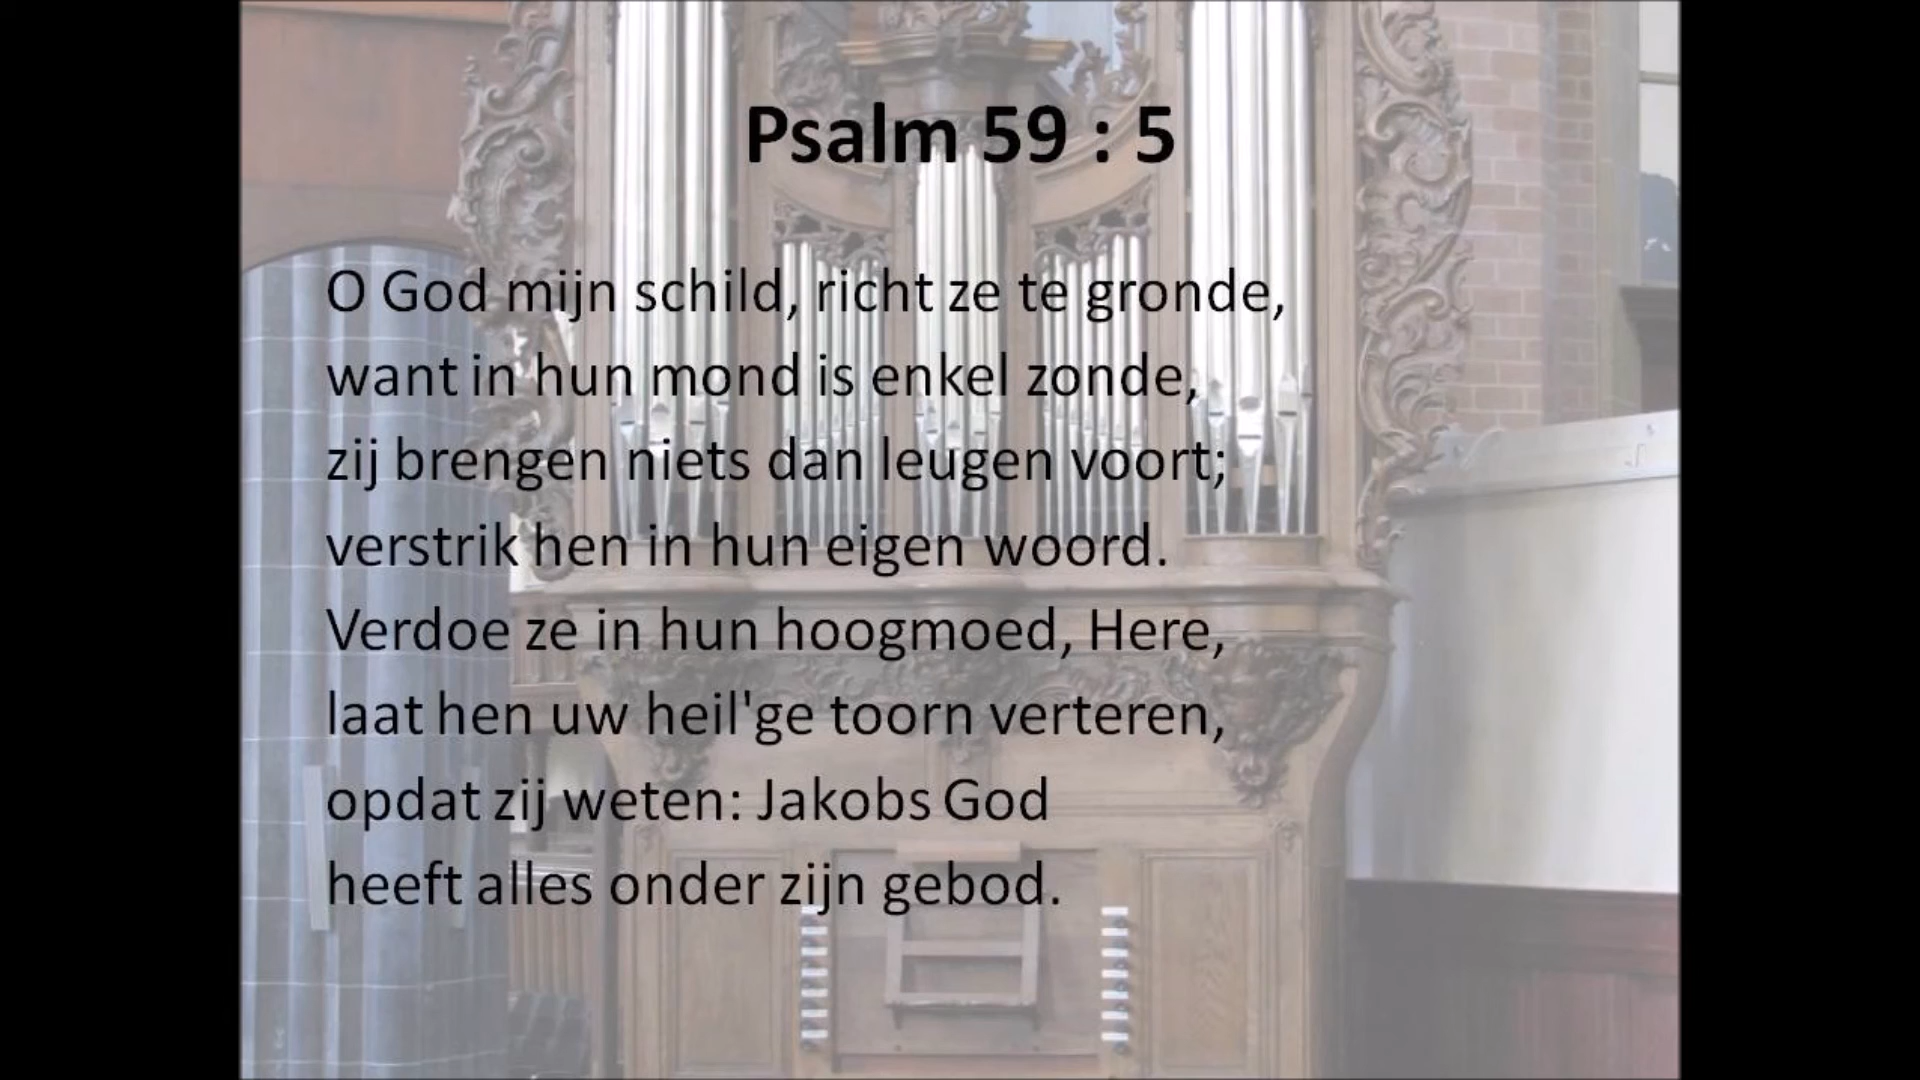 Psalm 59 : 5
O God mijn schild, richt ze te gronde,
want in hun mond is enkel zonde,
zij brengen niets dan leugen voort;
verstrik hen in hun eigen woord.
Verdoe ze in hun hoogmoed, Here,
laat hen uw heil'ge toorn verteren,
opdat zij weten: Jakobs God
heeft alles onder zijn gebod.